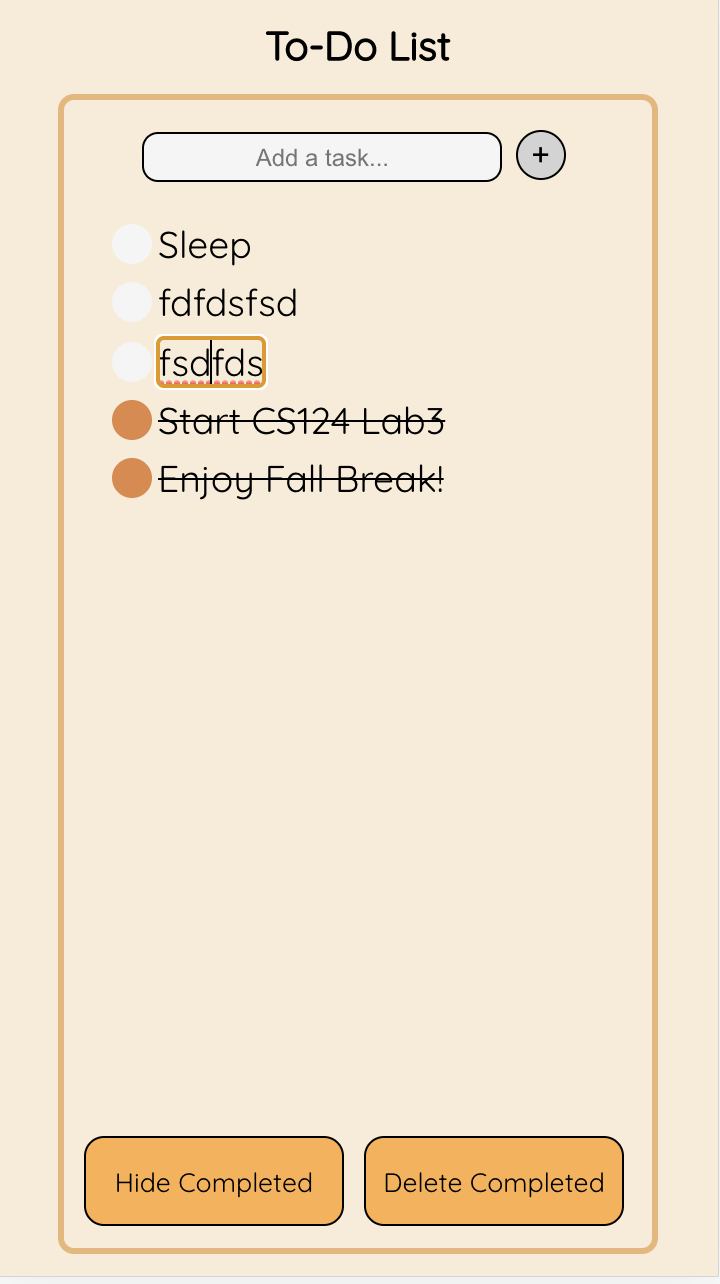 To-Do List
Add a task...
+
Sleep
fdfdsfsd
fsdfds
Start CS124 Lab3
Enjoy Fall Break!
Hide Completed
Delete Completed